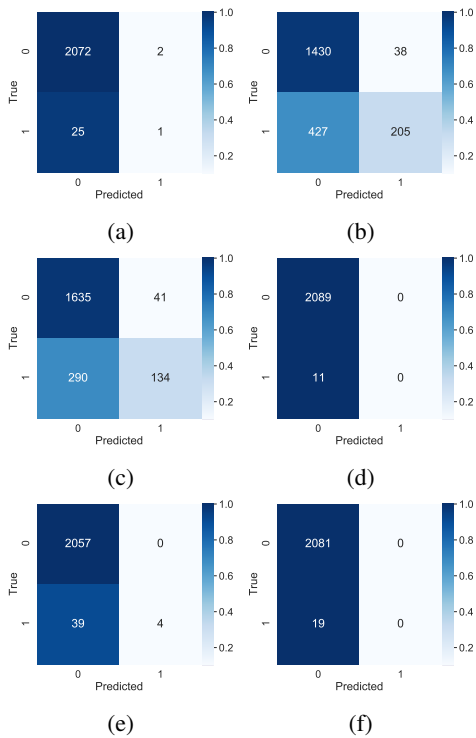 0 2072 2 1.0
0.8
True
0.6
0.4
1 25 1
0.2
0 1
Predicted
(a)
0 1430 38 1.0
0.8
True
0.6
0.4
1 427 205
0.2
0 1
Predicted
(b)
0 1635 41 1.0
0.8
True
0.6
0.4
1 290 134
0.2
0 1
Predicted
(c)
0 2089 0 1.0
0.8
True
0.6
0.4
1 11 0
0.2
0 1
Predicted
(d)
0 2057 0 1.0
0.8
True
0.6
0.4
1 39 4
0.2
0 1
Predicted
(e)
0 2081 0 1.0
0.8
True
0.6
0.4
1 19 0
0.2
0 1
Predicted
(f)